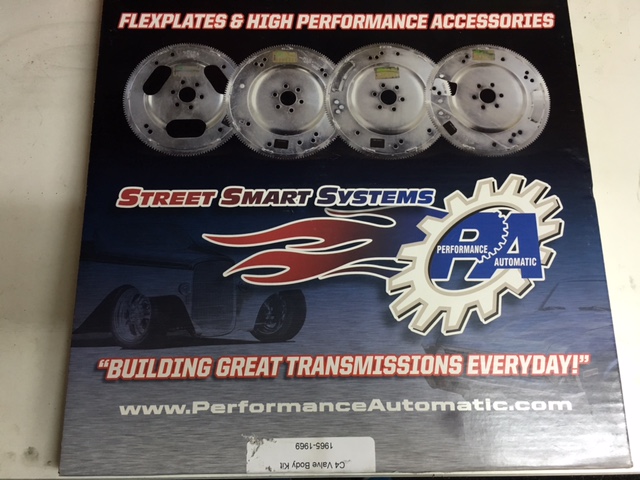 FLEXPLATES & HIGH PERFORMANCE ACCESSORIES
STREET SMART SYSTEMS
PA
PERFORMANCE
AUTOMATIC
"BUILDING GREAT TRANSMISSIONS EVERYDAY!"
www.PerformanceAutomatic.com
C4 Valve Body Kit
1965-1969